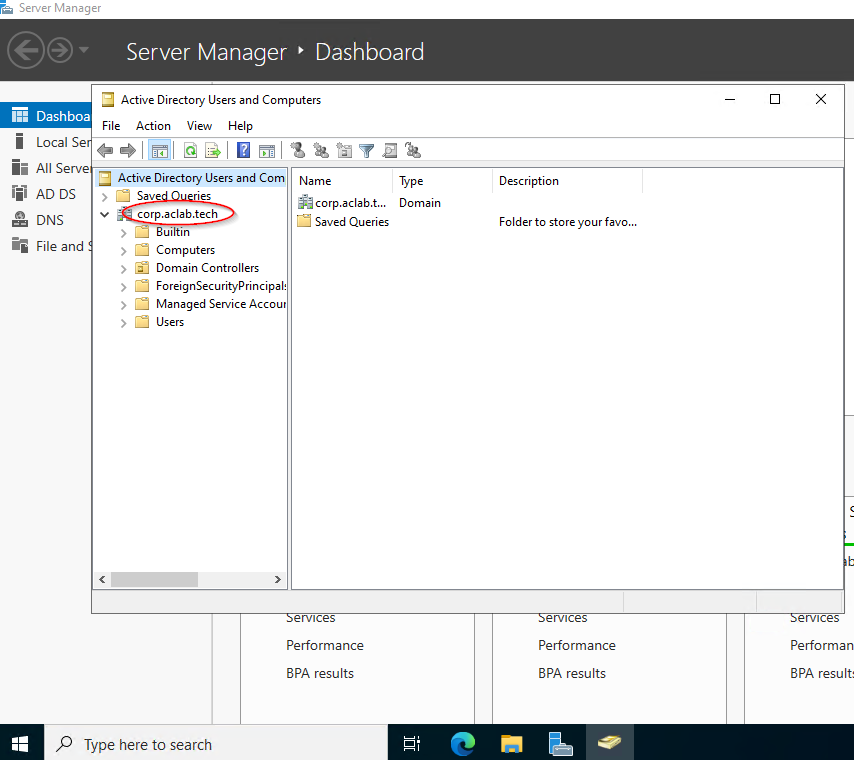 Server Manager
Server Manager • Dashboard
Active Directory Users and Computers
File Action View Help
Dashboa
Local Ser
All Server
AD DS
DNS
File and S
Active Directory Users and Com
Saved Queries
corp.aclab.tech
Builtin
Computers
Domain Controllers
ForeignSecurityPrincipals
Managed Service Accour
Users
Name Type Description
corp.aclab.t... Domain
Saved Queries Folder to store your favo...
Services Services Services
Performance Performance Performan
BPA results BPA results BPA results
Type here to search